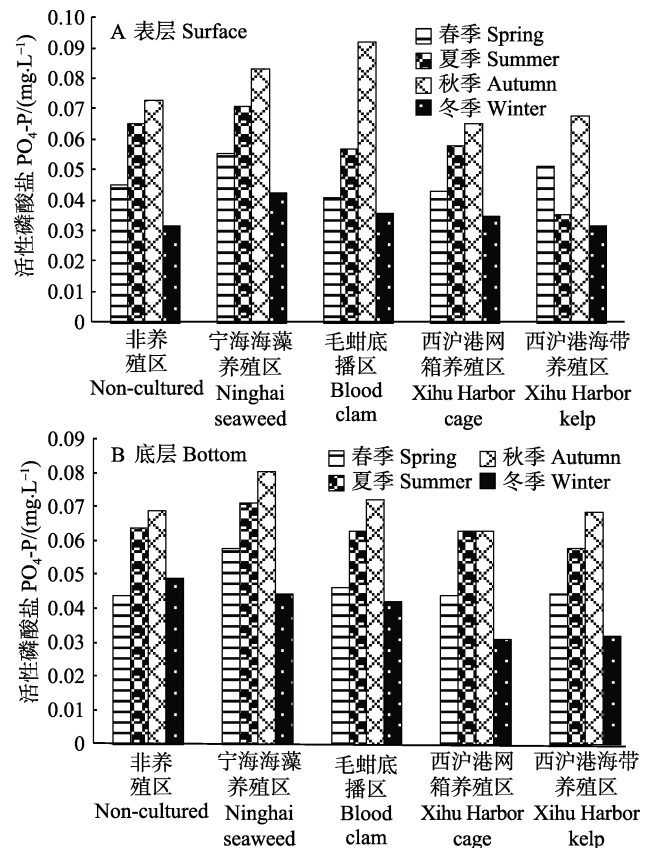 A 表层 Surface
春季 Spring
夏季 Summer
秋季 Autumn
冬季 Winter
活性磷酸盐 PO₄-P/(mg·L⁻¹)
0.10
0.09
0.08
0.07
0.06
0.05
0.04
0.03
0.02
0.01
0
非养
殖区
Non-cultured
宁海海藻
养殖区
Ninghai
seaweed
毛蚶底
播区
Blood
clam
西沪港网
箱养殖区
Xihu Harbor
cage
西沪港海带
养殖区
Xihu Harbor
kelp
B 底层 Bottom
春季 Spring
秋季 Autumn
夏季 Summer
冬季 Winter
活性磷酸盐 PO₄-P/(mg·L⁻¹)
0.09
0.08
0.07
0.06
0.05
0.04
0.03
0.02
0.01
0
非养
殖区
Non-cultured
宁海海藻
养殖区
Ninghai
seaweed
毛蚶底
播区
Blood
clam
西沪港网
箱养殖区
Xihu Harbor
cage
西沪港海带
养殖区
Xihu Harbor
kelp